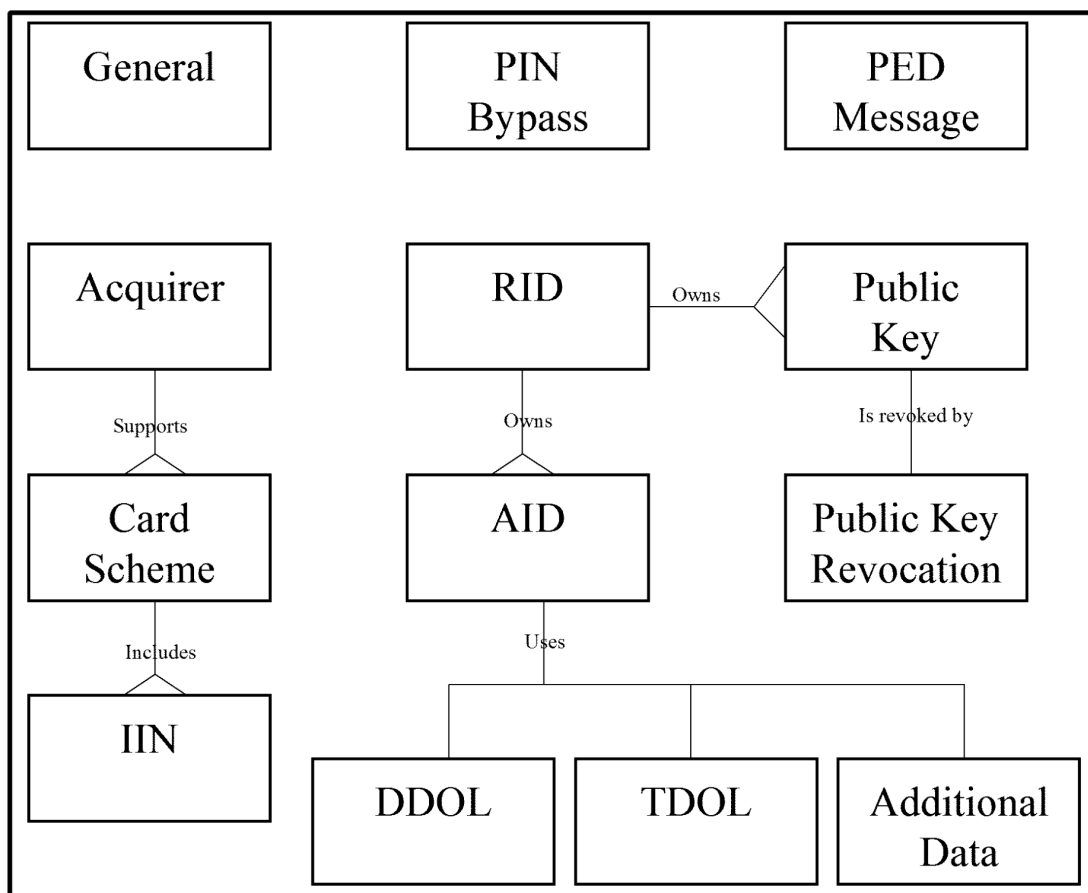 General
PIN
Bypass
PED
Message
Acquirer
RID
Owns
Public
Key
Supports
Owns
Is revoked by
Card
Scheme
AID
Public Key
Revocation
Includes
Uses
IIN
DDOL
TDOL
Additional
Data